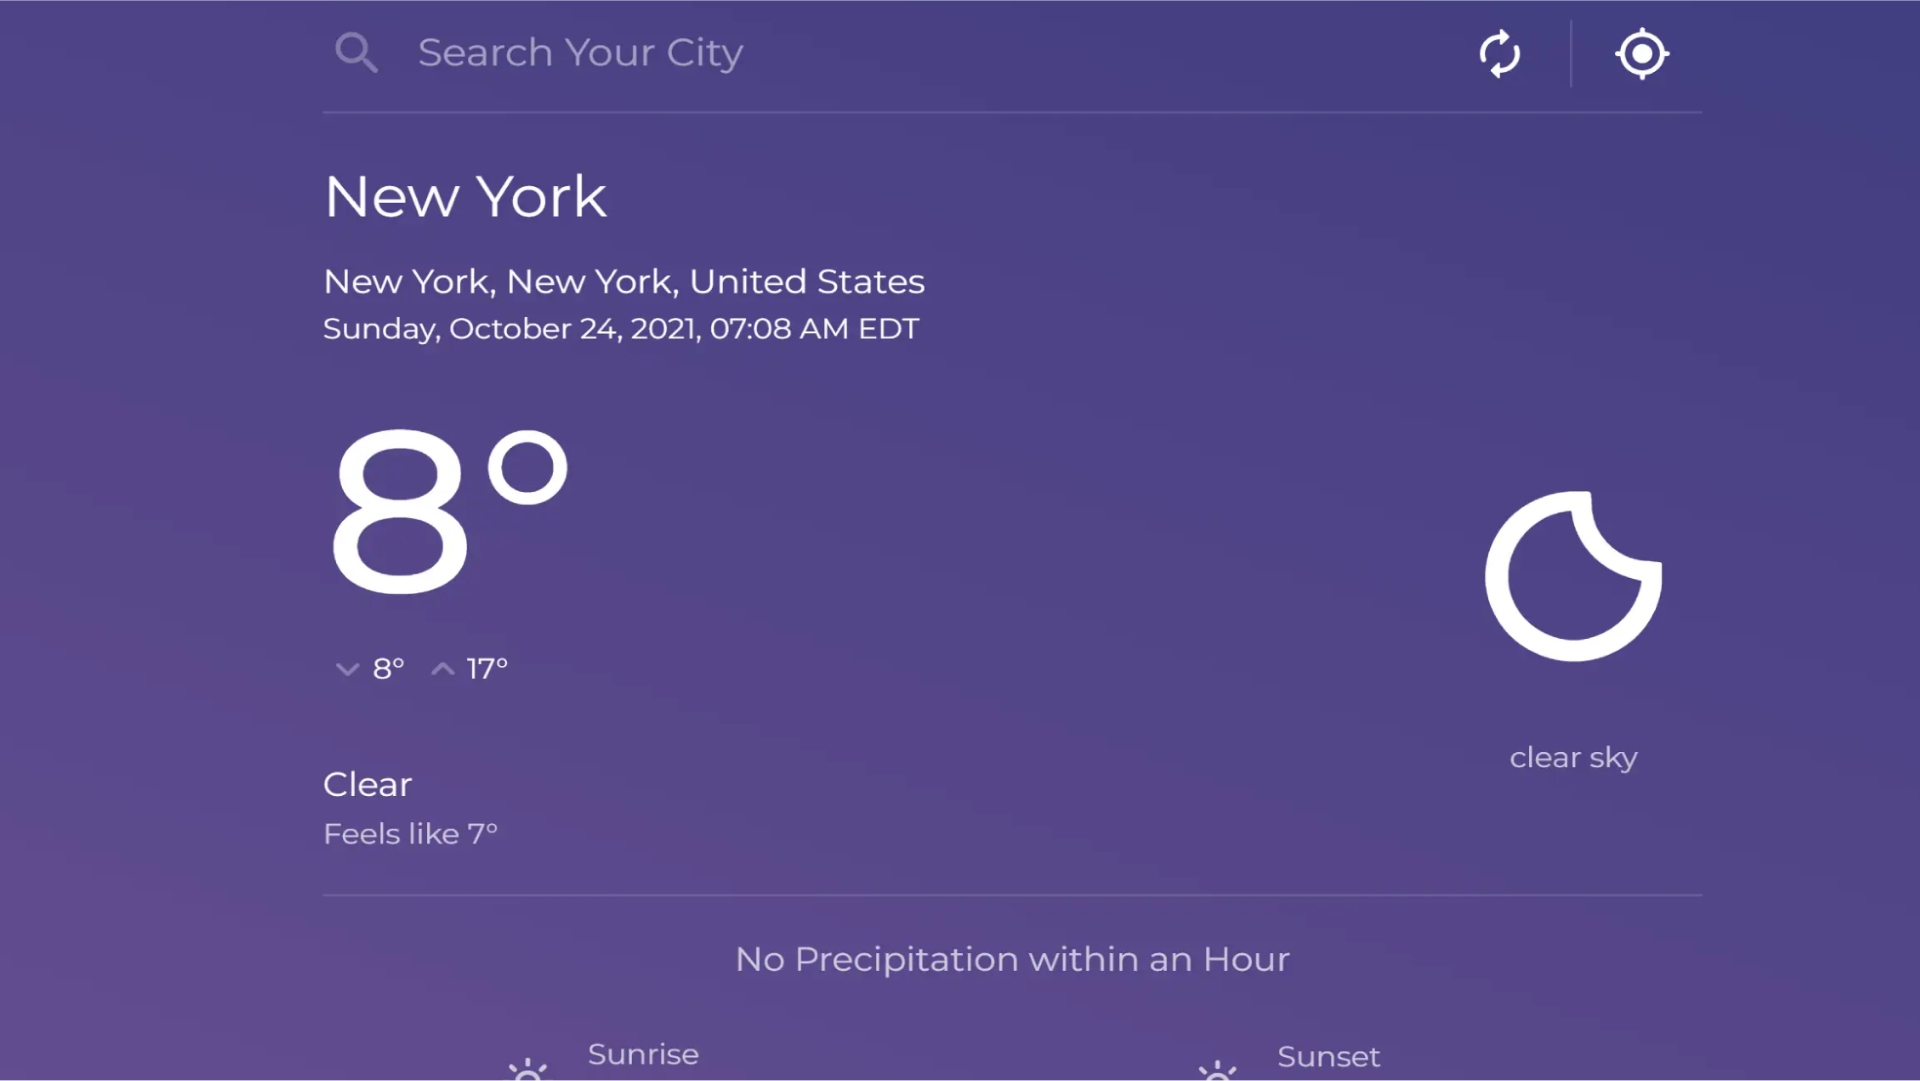 Search Your City
New York
New York, New York, United States
Sunday, October 24, 2021, 07:08 AM EDT
8°
8° 17°
clear sky
Clear
Feels like 7°
No Precipitation within an Hour
Sunrise
Sunset